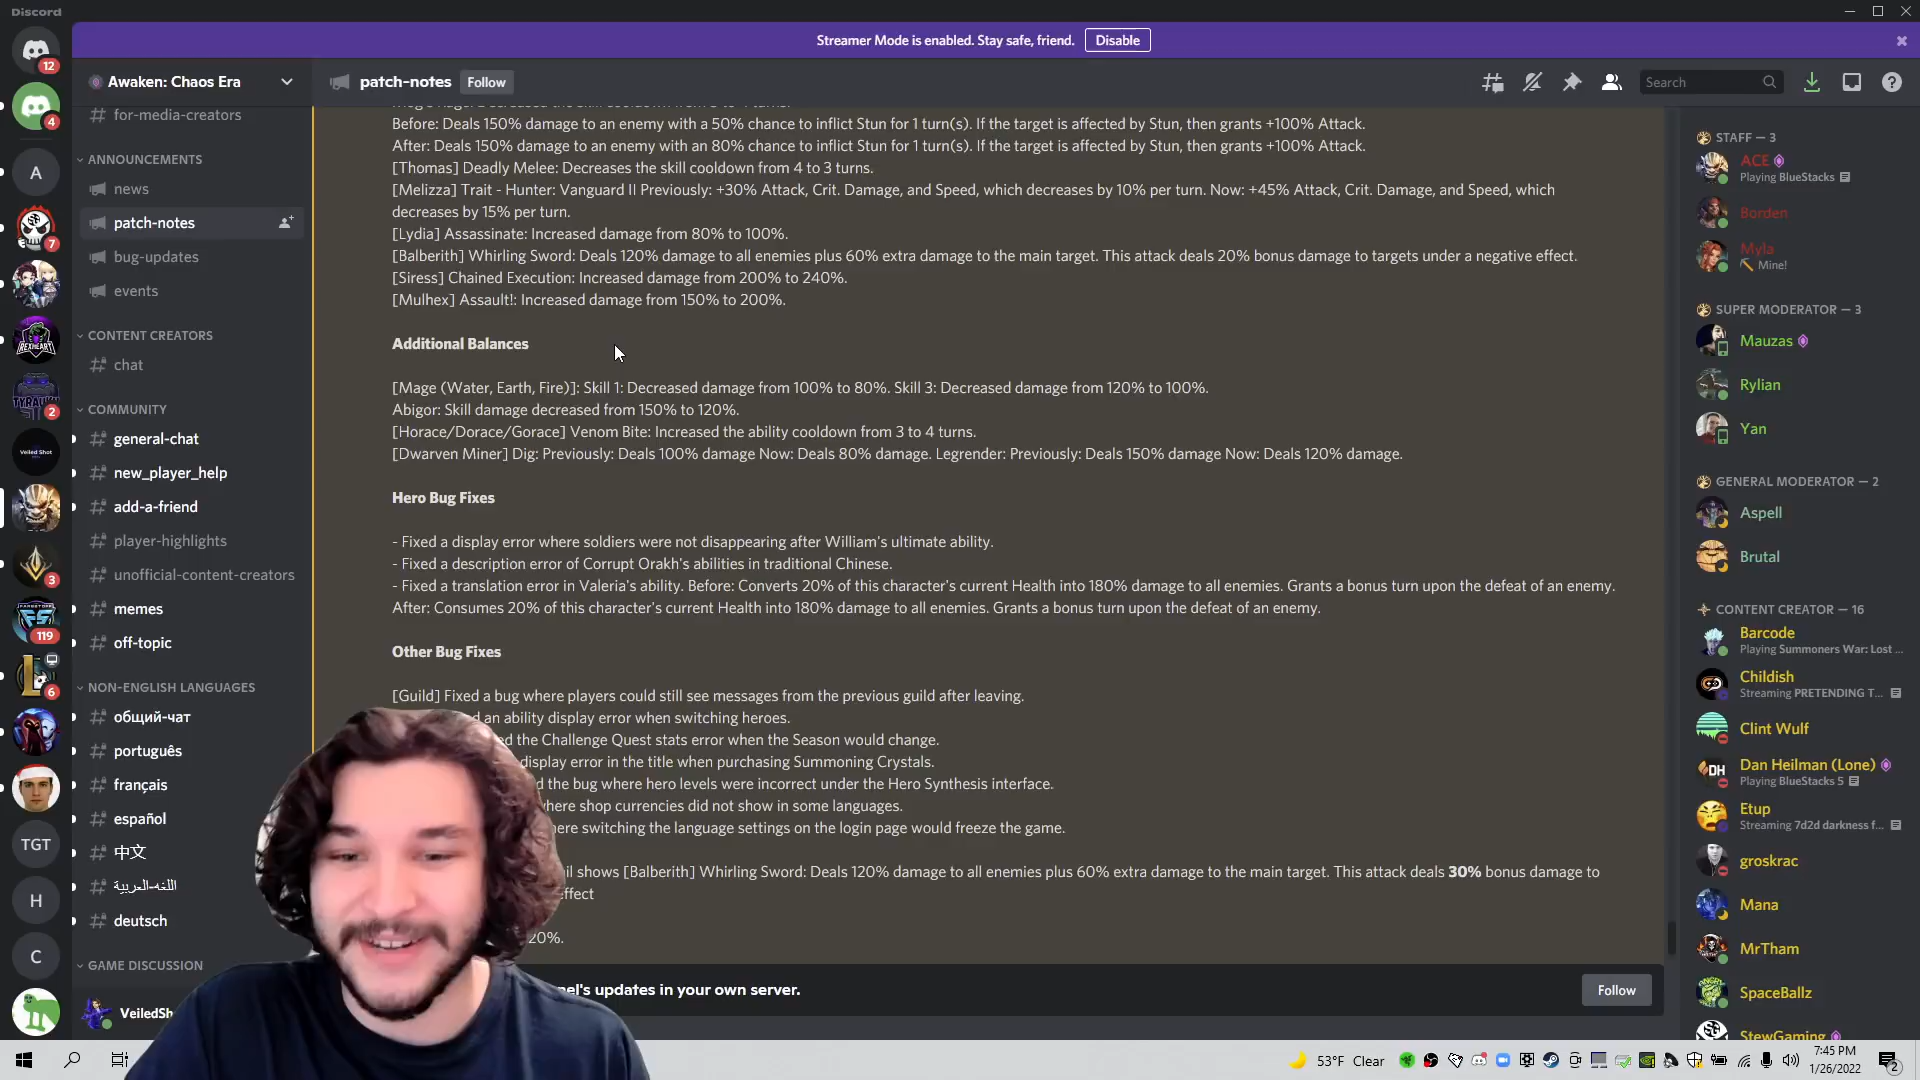 Discord
Streamer Mode is enabled. Stay safe, friend. Disable
Awaken: Chaos Era
patch-notes Follow
Search
12
4
A
7
2
Veiled Shot
3
119
6
TGT
H
C
for-media-creators
ANNOUNCEMENTS
news
patch-notes
bug-updates
events
CONTENT CREATORS
chat
COMMUNITY
general-chat
new_player_help
add-a-friend
player-highlights
unofficial-content-creators
memes
off-topic
NON-ENGLISH LANGUAGES
общий-чат
português
français
español
中文
اللغه-العربية
deutsch
GAME DISCUSSION
VeiledSh
Before: Deals 150% damage to an enemy with a 50% chance to inflict Stun for 1 turn(s). If the target is affected by Stun, then grants +100% Attack.
After: Deals 150% damage to an enemy with an 80% chance to inflict Stun for 1 turn(s). If the target is affected by Stun, then grants +100% Attack.
[Thomas] Deadly Melee: Decreases the skill cooldown from 4 to 3 turns.
[Melizza] Trait - Hunter: Vanguard II Previously: +30% Attack, Crit. Damage, and Speed, which decreases by 10% per turn. Now: +45% Attack, Crit. Damage, and Speed, which
decreases by 15% per turn.
[Lydia] Assassinate: Increased damage from 80% to 100%.
[Balberith] Whirling Sword: Deals 120% damage to all enemies plus 60% extra damage to the main target. This attack deals 20% bonus damage to targets under a negative effect.
[Siress] Chained Execution: Increased damage from 200% to 240%.
[Mulhex] Assault!: Increased damage from 150% to 200%.
Additional Balances
[Mage (Water, Earth, Fire)]: Skill 1: Decreased damage from 100% to 80%. Skill 3: Decreased damage from 120% to 100%.
Abigor: Skill damage decreased from 150% to 120%.
[Horace/Dorace/Gorace] Venom Bite: Increased the ability cooldown from 3 to 4 turns.
[Dwarven Miner] Dig: Previously: Deals 100% damage Now: Deals 80% damage. Legrender: Previously: Deals 150% damage Now: Deals 120% damage.
Hero Bug Fixes
- Fixed a display error where soldiers were not disappearing after William's ultimate ability.
- Fixed a description error of Corrupt Orakh's abilities in traditional Chinese.
- Fixed a translation error in Valeria's ability. Before: Converts 20% of this character's current Health into 180% damage to all enemies. Grants a bonus turn upon the defeat of an enemy.
After: Consumes 20% of this character's current Health into 180% damage to all enemies. Grants a bonus turn upon the defeat of an enemy.
Other Bug Fixes
[Guild] Fixed a bug where players could still see messages from the previous guild after leaving.
an ability display error when switching heroes.
the Challenge Quest stats error when the Season would change.
display error in the title when purchasing Summoning Crystals.
the bug where hero levels were incorrect under the Hero Synthesis interface.
where shop currencies did not show in some languages.
switching the language settings on the login page would freeze the game.
shows [Balberith] Whirling Sword: Deals 120% damage to all enemies plus 60% extra damage to the main target. This attack deals 30% bonus damage to
effect
20%.
updates in your own server. Follow
STAFF — 3
ACE
Playing BlueStacks
Borden
Myla
Mine!
SUPER MODERATOR — 3
Mauzas
Rylian
Yan
GENERAL MODERATOR — 2
Aspell
Brutal
CONTENT CREATOR — 16
Barcode
Playing Summoners War: Lost ...
Childish
Streaming PRETENDING T...
Clint Wulf
Dan Heilman (Lone)
Playing BlueStacks 5
Etup
Streaming 7d2d darkness f...
groskrac
Mana
MrTham
SpaceBallz
StewGaming
53°F Clear
7:45 PM
1/26/2022
2